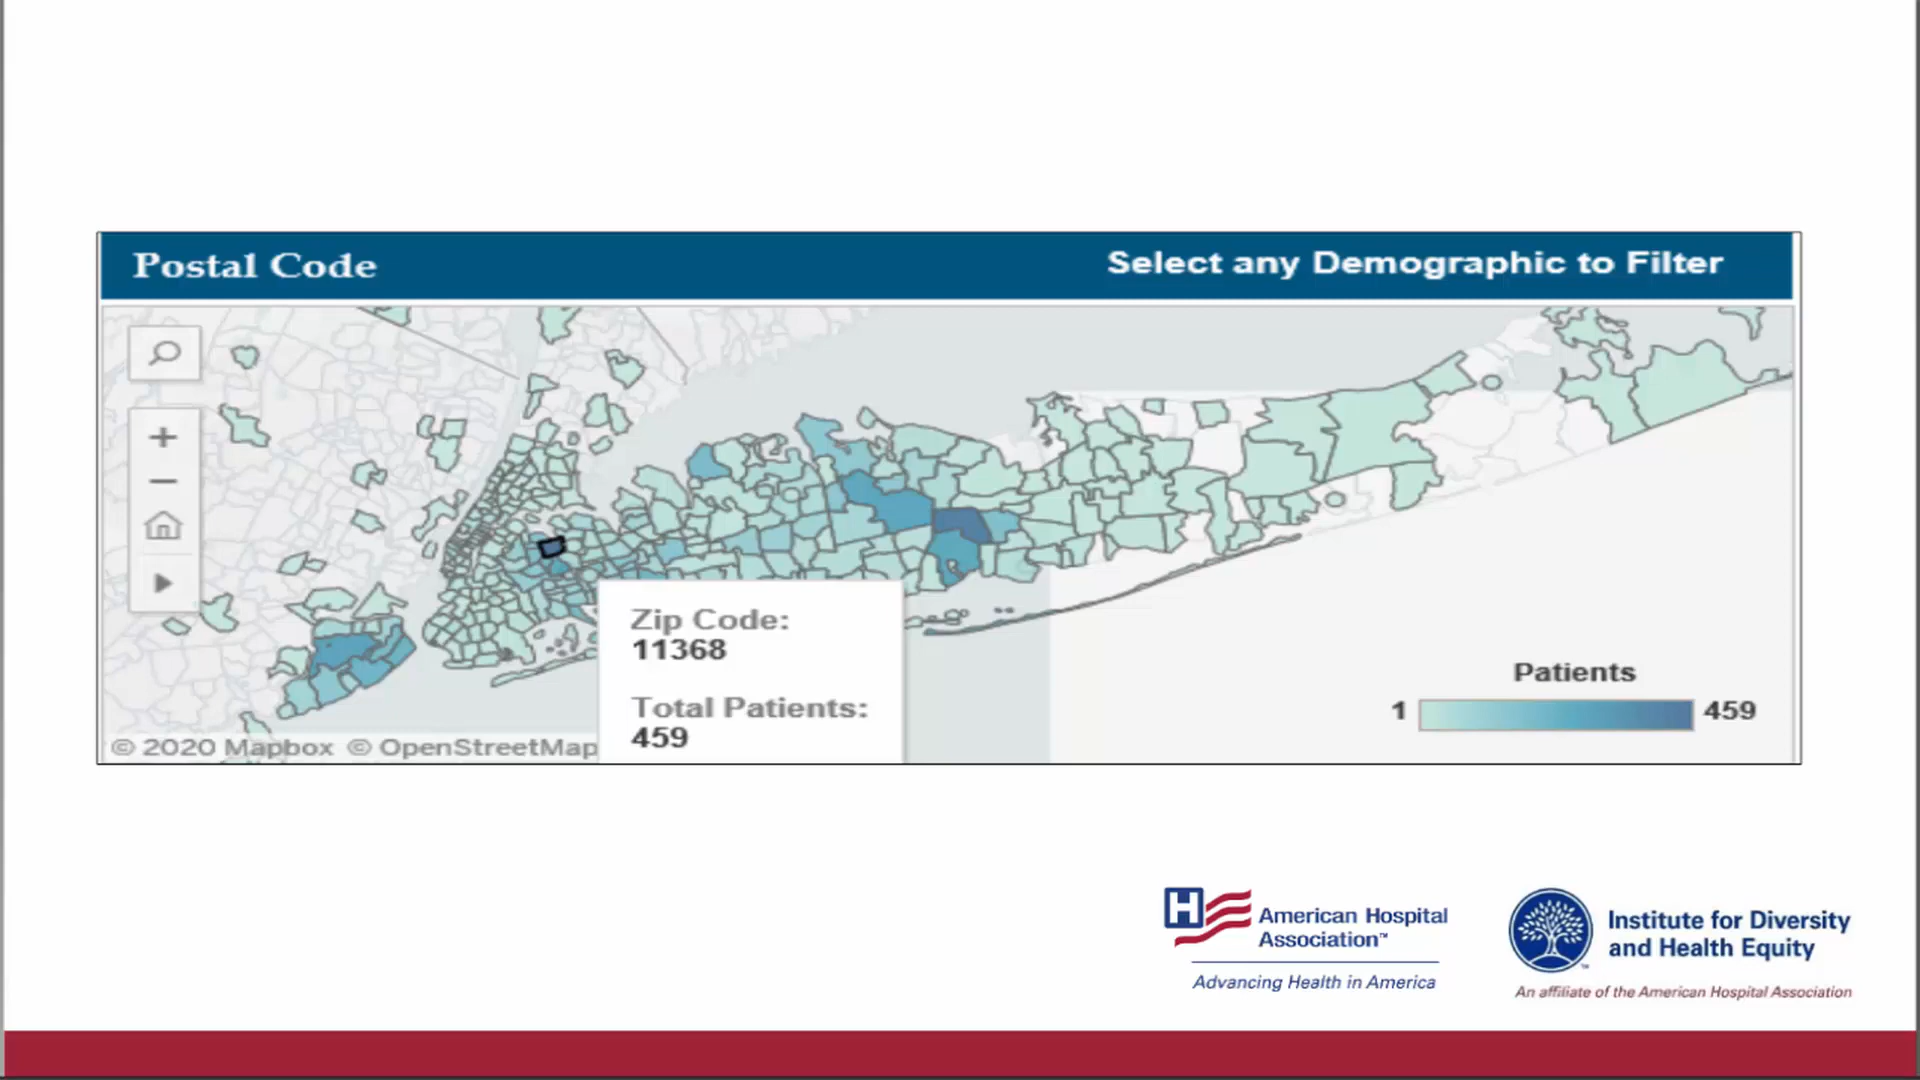 Postal Code
Select any Demographic to Filter
Zip Code:
11368
Total Patients:
459
Patients
1
459
© 2020 Mapbox © OpenStreetMap
H
American Hospital
Association™
Advancing Health in America
Institute for Diversity
and Health Equity
An affiliate of the American Hospital Association